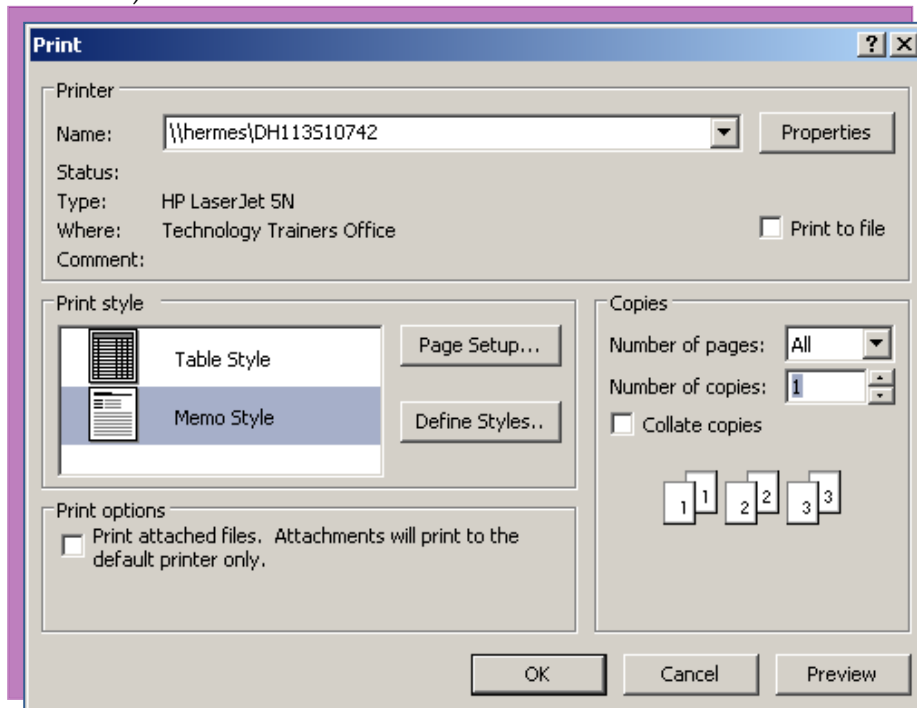 Print
Printer
Name: \\hermes\DH113510742 Properties
Status:
Type: HP LaserJet 5N
Where: Technology Trainers Office Print to file
Comment:
Print style
Table Style
Memo Style
Page Setup...
Define Styles..
Copies
Number of pages: All
Number of copies: 1
Collate copies
1 1 2 2 3 3
Print options
Print attached files. Attachments will print to the
default printer only.
OK Cancel Preview